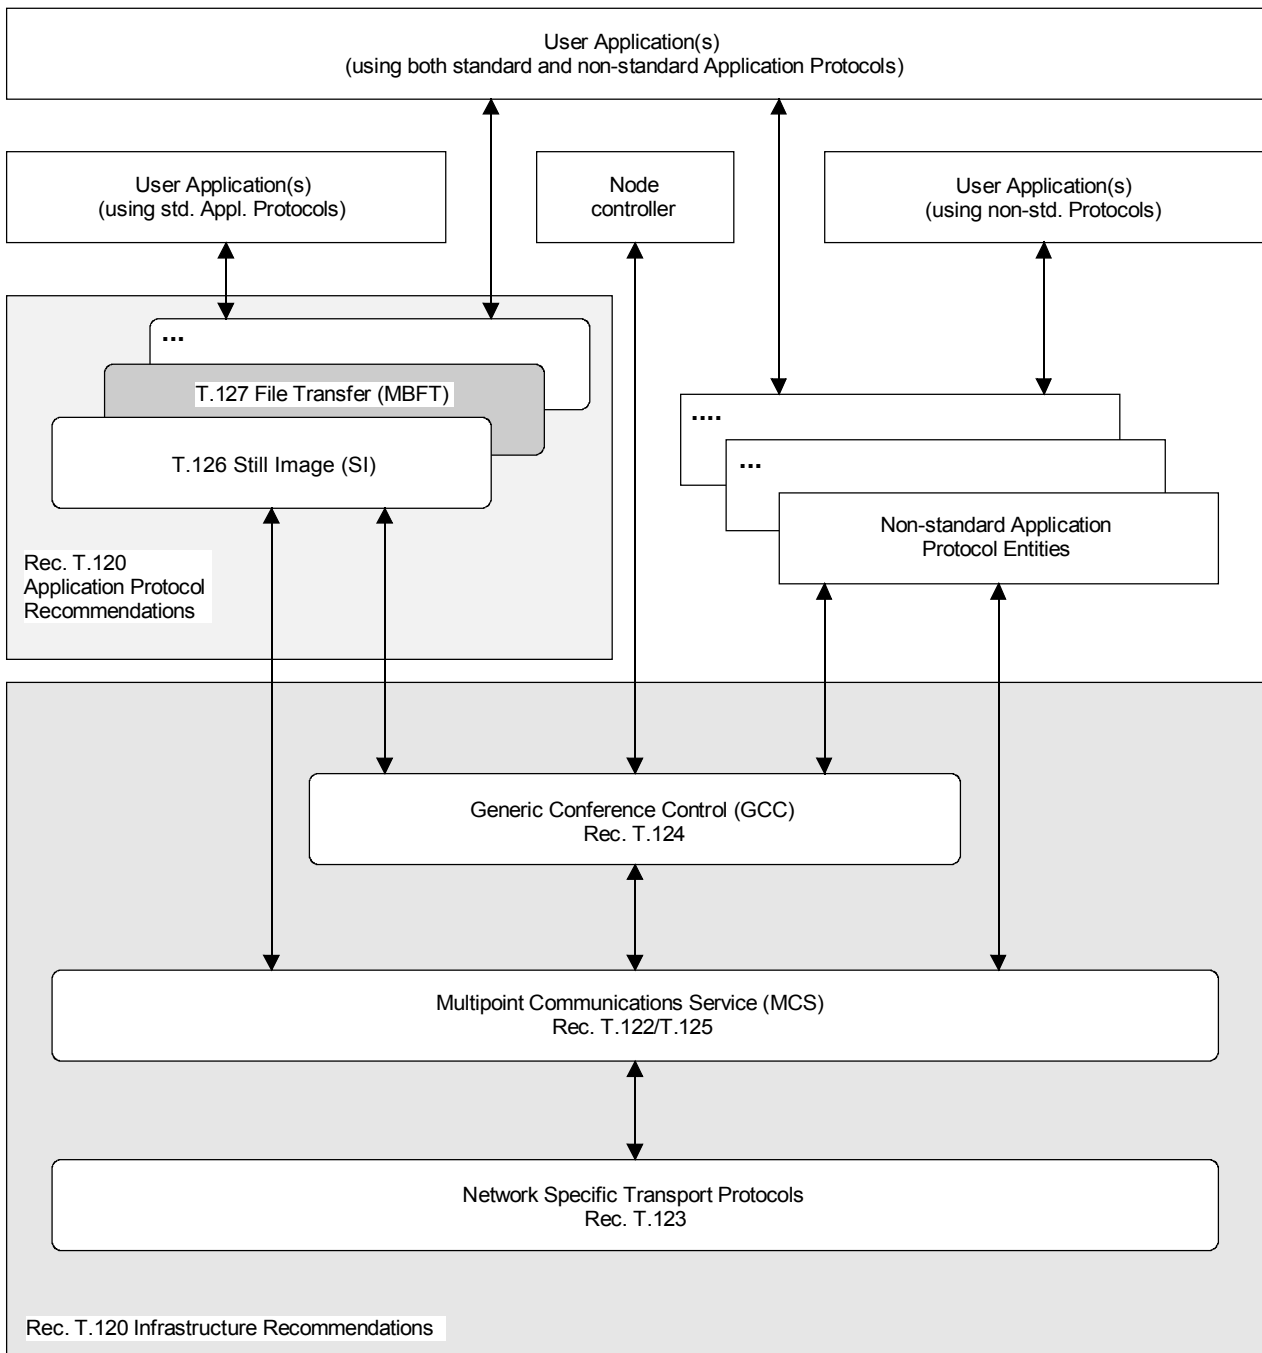 User Application(s)
(using both standard and non-standard Application Protocols)
User Application(s)
(using std. Appl. Protocols)
Node
controller
User Application(s)
(using non-std. Protocols)
...
T.127 File Transfer (MBFT)
T.126 Still Image (SI)
....
...
Non-standard Application
Protocol Entities
Rec. T.120
Application Protocol
Recommendations
Generic Conference Control (GCC)
Rec. T.124
Multipoint Communications Service (MCS)
Rec. T.122/T.125
Network Specific Transport Protocols
Rec. T.123
Rec. T.120 Infrastructure Recommendations